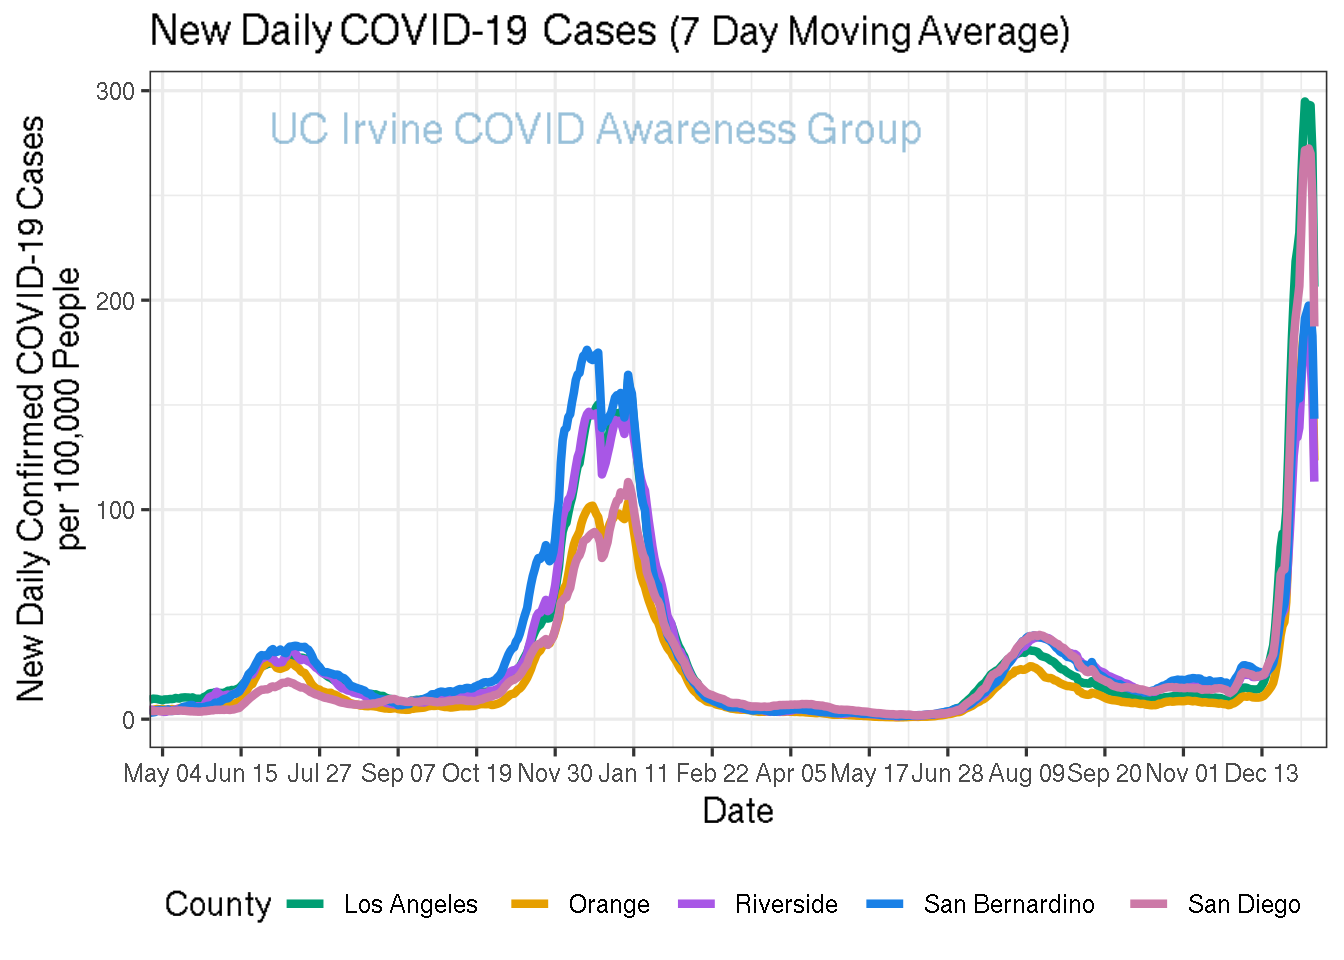 New Daily COVID-19 Cases (7 Day Moving Average)
UC Irvine COVID Awareness Group
New Daily Confirmed COVID-19 Cases
per 100,000 People
300
200
100
0
May 04 Jun 15 Jul 27 Sep 07 Oct 19 Nov 30 Jan 11 Feb 22 Apr 05 May 17 Jun 28 Aug 09 Sep 20 Nov 01 Dec 13
Date
County Los Angeles Orange Riverside San Bernardino San Diego